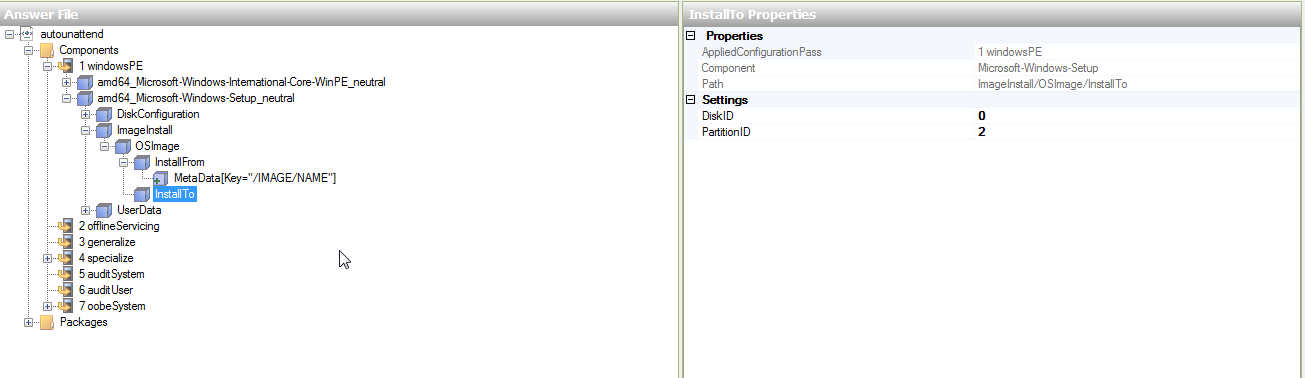 Answer File
autounattend
Components
1 windowsPE
amd64_Microsoft-Windows-International-Core-WinPE_neutral
amd64_Microsoft-Windows-Setup_neutral
DiskConfiguration
ImageInstall
OSImage
InstallFrom
MetaData[Key="/IMAGE/NAME"]
InstallTo
UserData
2 offlineServicing
3 generalize
4 specialize
5 auditSystem
6 auditUser
7 oobeSystem
Packages
InstallTo Properties
Properties
AppliedConfigurationPass 1 windowsPE
Component Microsoft-Windows-Setup
Path ImageInstall/OSImage/InstallTo
Settings
DiskID 0
PartitionID 2